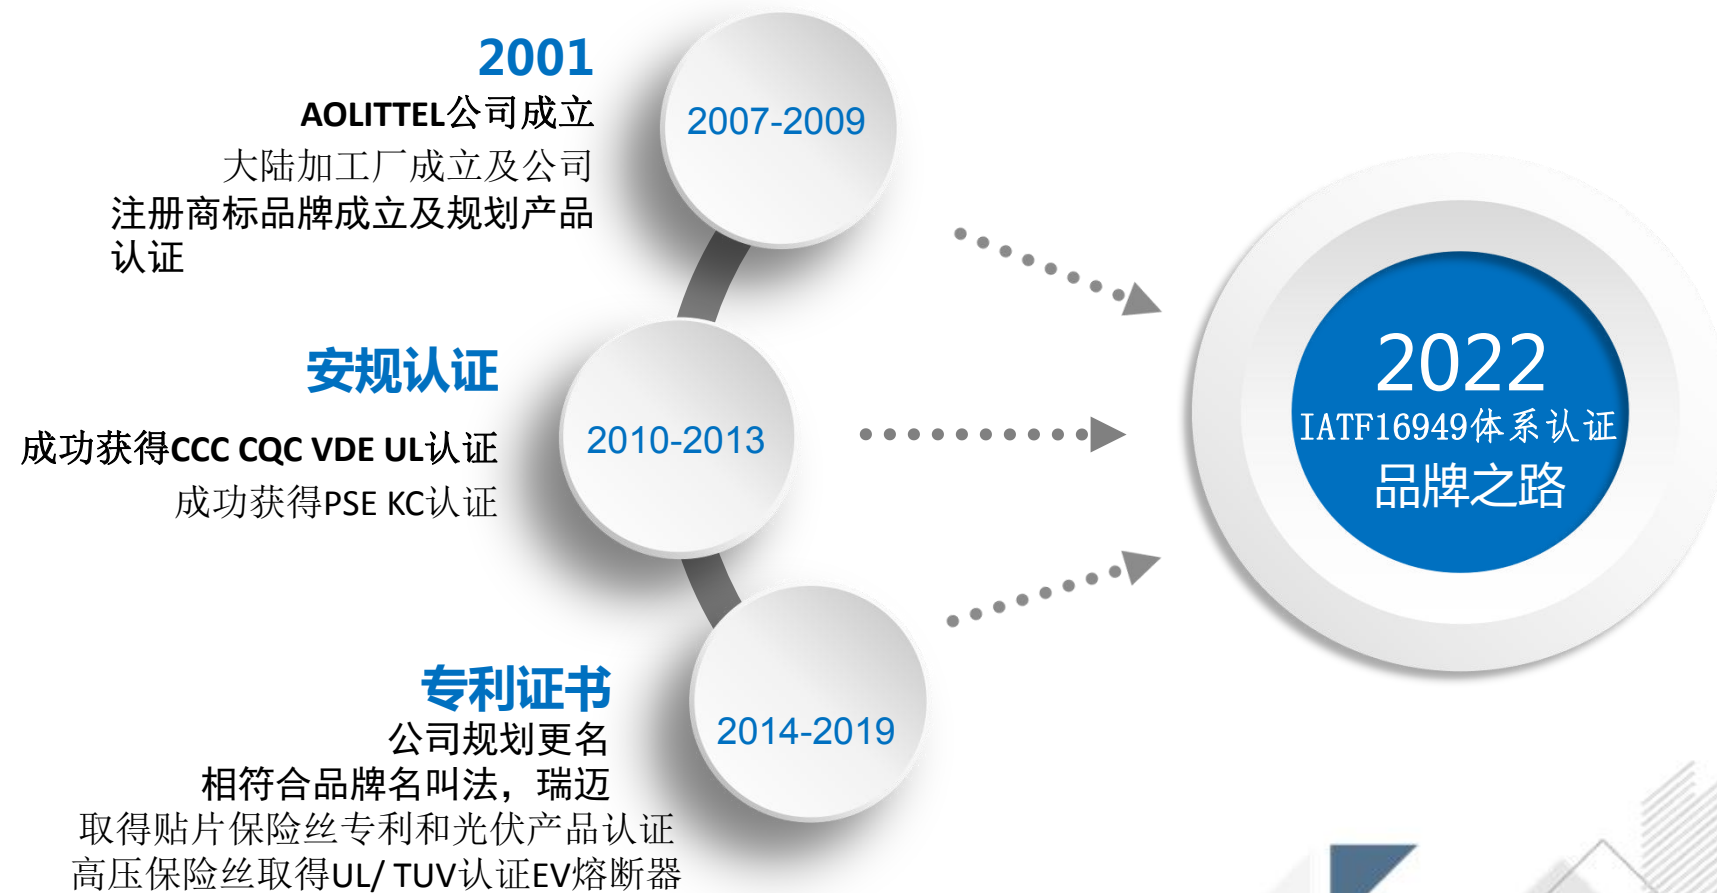 2001
AOLITTEL公司成立
大陆加工厂成立及公司
注册商标品牌成立及规划产品
认证
2007-2009
安规认证
成功获得CCC CQC VDE UL认证
成功获得PSE KC认证
2010-2013
专利证书
公司规划更名
相符合品牌名叫法，瑞迈
取得贴片保险丝专利和光伏产品认证
高压保险丝取得UL/ TUV认证EV熔断器
2014-2019
2022
IATF16949体系认证
品牌之路